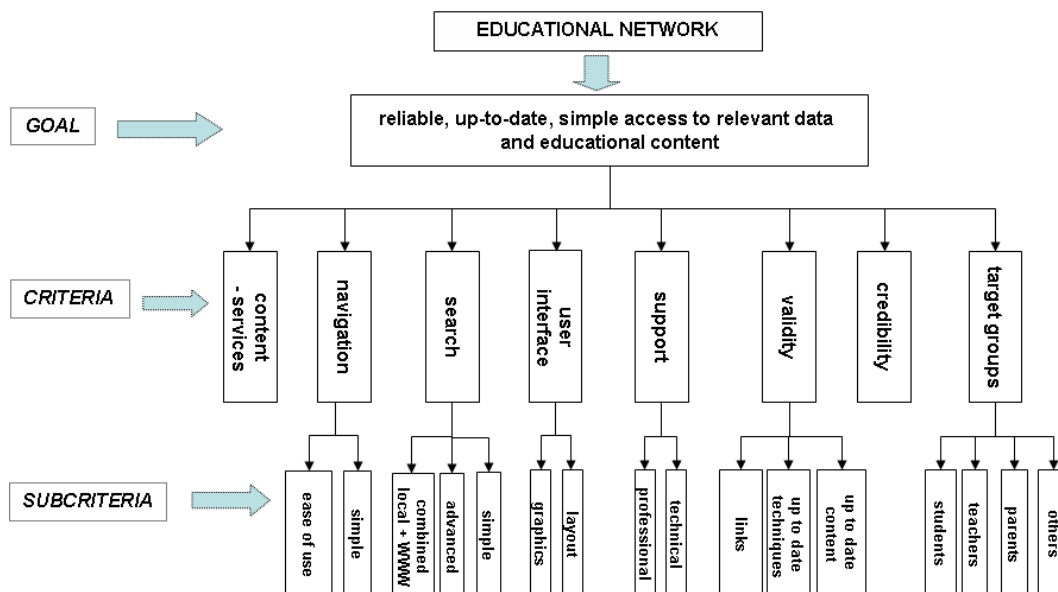 EDUCATIONAL NETWORK
GOAL
reliable, up-to-date, simple access to relevant data
and educational content
CRITERIA
content
- services
navigation
search
user
interface
support
validity
credibility
target groups
SUBCRITERIA
ease of use
simple
combined
local + WWW
advanced
simple
graphics
layout
professional
technical
links
up to date
techniques
up to date
content
students
teachers
parents
others